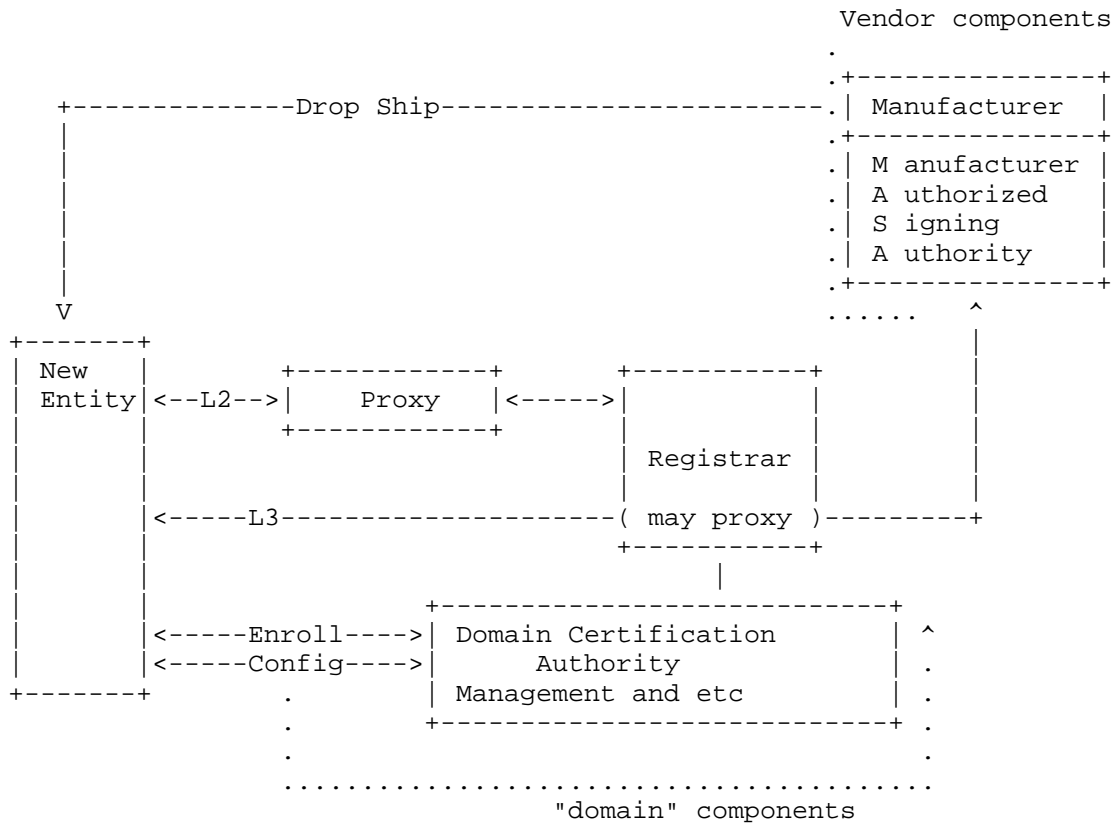 Vendor components
Drop Ship
Manufacturer
M anufacturer
A uthorized
S igning
A uthority
V
New
Entity
<--L2-->
Proxy
<----->
Registrar
<-----L3
( may proxy )
<-----Enroll---->
Domain Certification
<-----Config---->
Authority
Management and etc
"domain" components